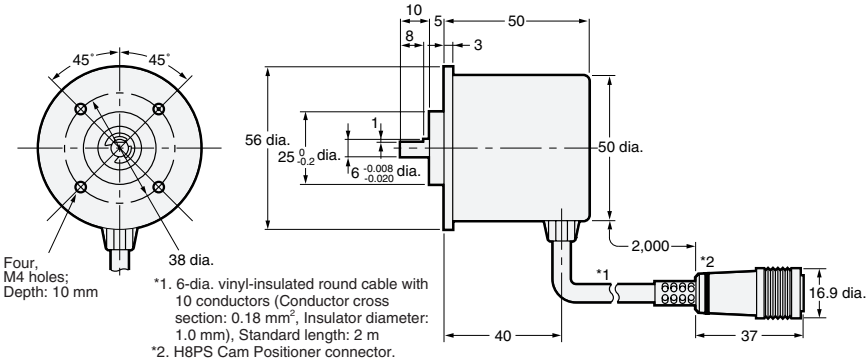 10
5
50
8
3
45°
45°
1
56 dia.
25 0 -0.2 dia.
50 dia.
6 -0.008 -0.020 dia.
Four,
M4 holes;
Depth: 10 mm
38 dia.
2,000
*1
*2
16.9 dia.
40
37
*1. 6-dia. vinyl-insulated round cable with
10 conductors (Conductor cross
section: 0.18 mm², Insulator diameter:
1.0 mm), Standard length: 2 m
*2. H8PS Cam Positioner connector.